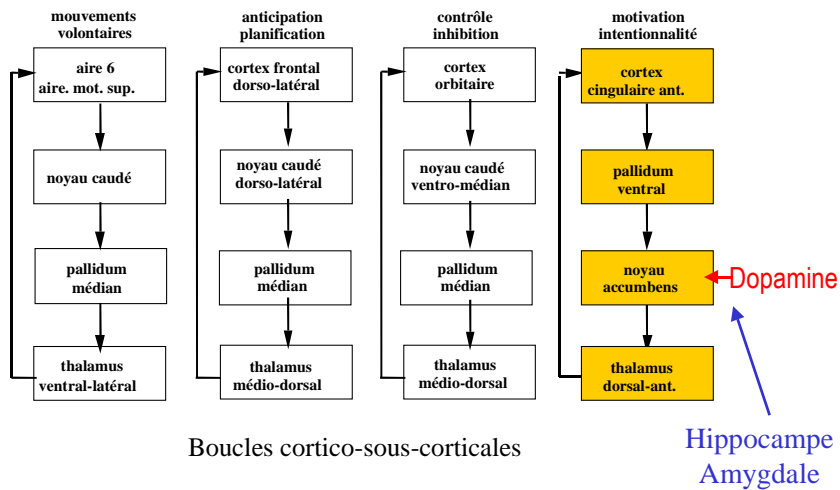 mouvements
volontaires
aire 6
aire. mot. sup.
noyau caudé
pallidum
médian
thalamus
ventral-latéral
anticipation
planification
cortex frontal
dorso-latéral
noyau caudé
dorso-latéral
pallidum
médian
thalamus
médio-dorsal
contrôle
inhibition
cortex
orbitaire
noyau caudé
ventro-médian
pallidum
médian
thalamus
médio-dorsal
motivation
intentionnalité
cortex
cingulaire ant.
pallidum
ventral
noyau
accumbens
thalamus
dorsal-ant.
Dopamine
Hippocampe
Amygdale
Boucles cortico-sous-corticales